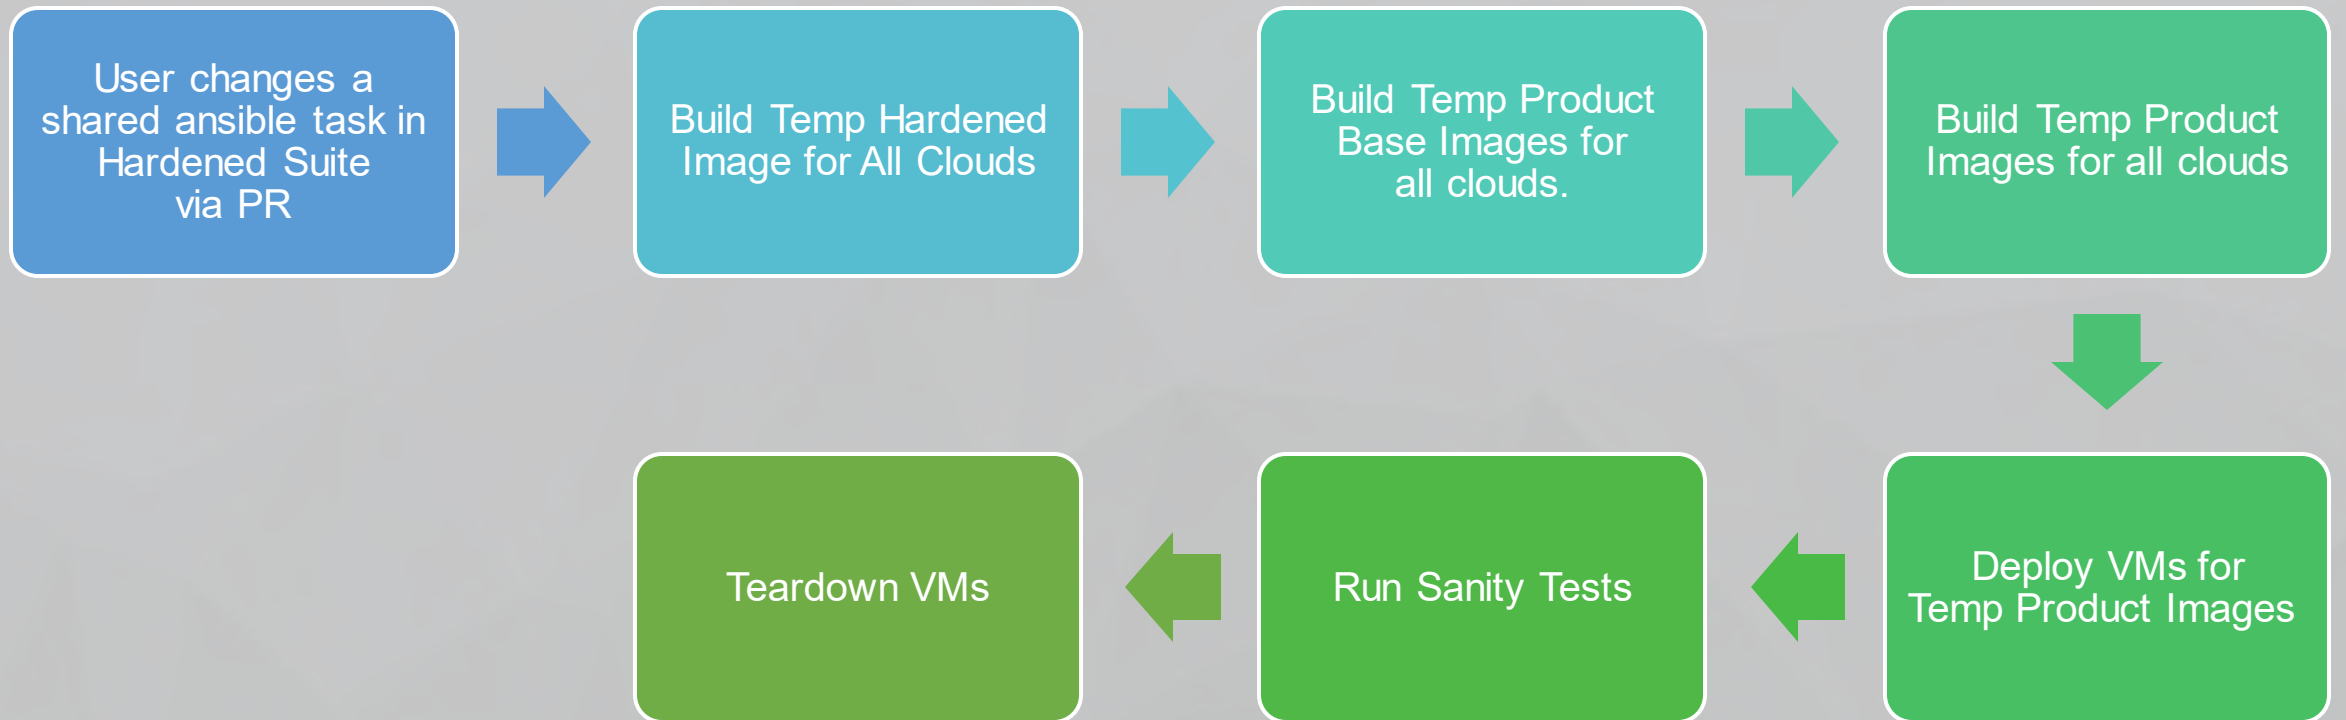 User changes a
shared ansible task in
Hardened Suite
via PR
Build Temp Hardened
Image for All Clouds
Build Temp Product
Base Images for
all clouds.
Build Temp Product
Images for all clouds
Deploy VMs for
Temp Product Images
Run Sanity Tests
Teardown VMs